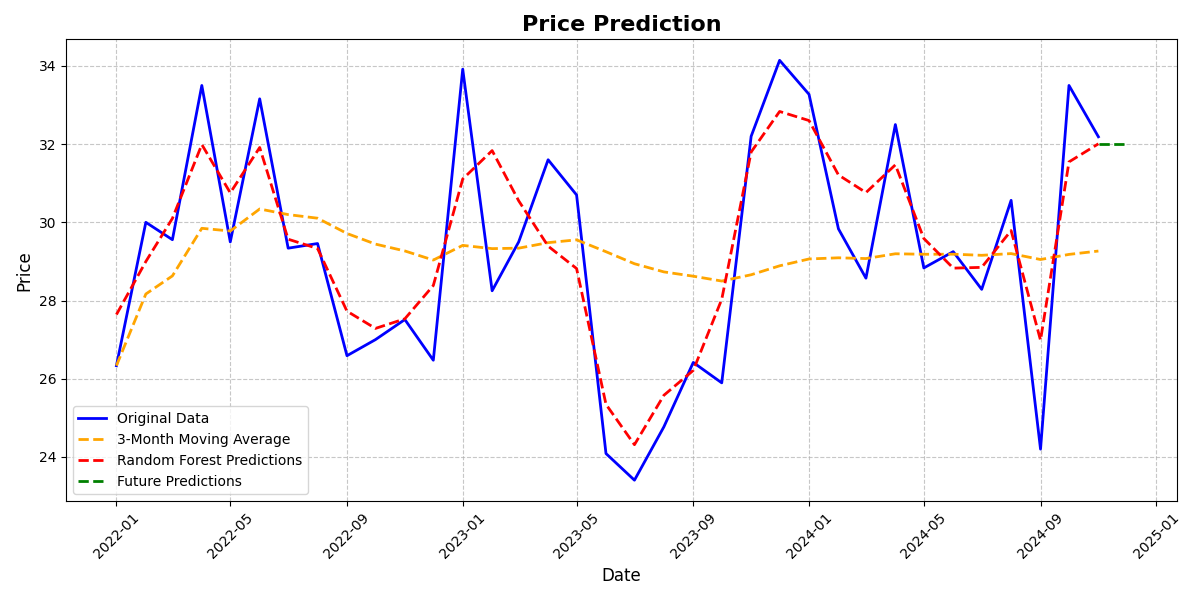 Price Prediction
34
32
30
28
26
24
Price
Original Data
3-Month Moving Average
Random Forest Predictions
Future Predictions
2022-01
2022-05
2022-09
2023-01
2023-05
2023-09
2024-01
2024-05
2024-09
2025-01
Date